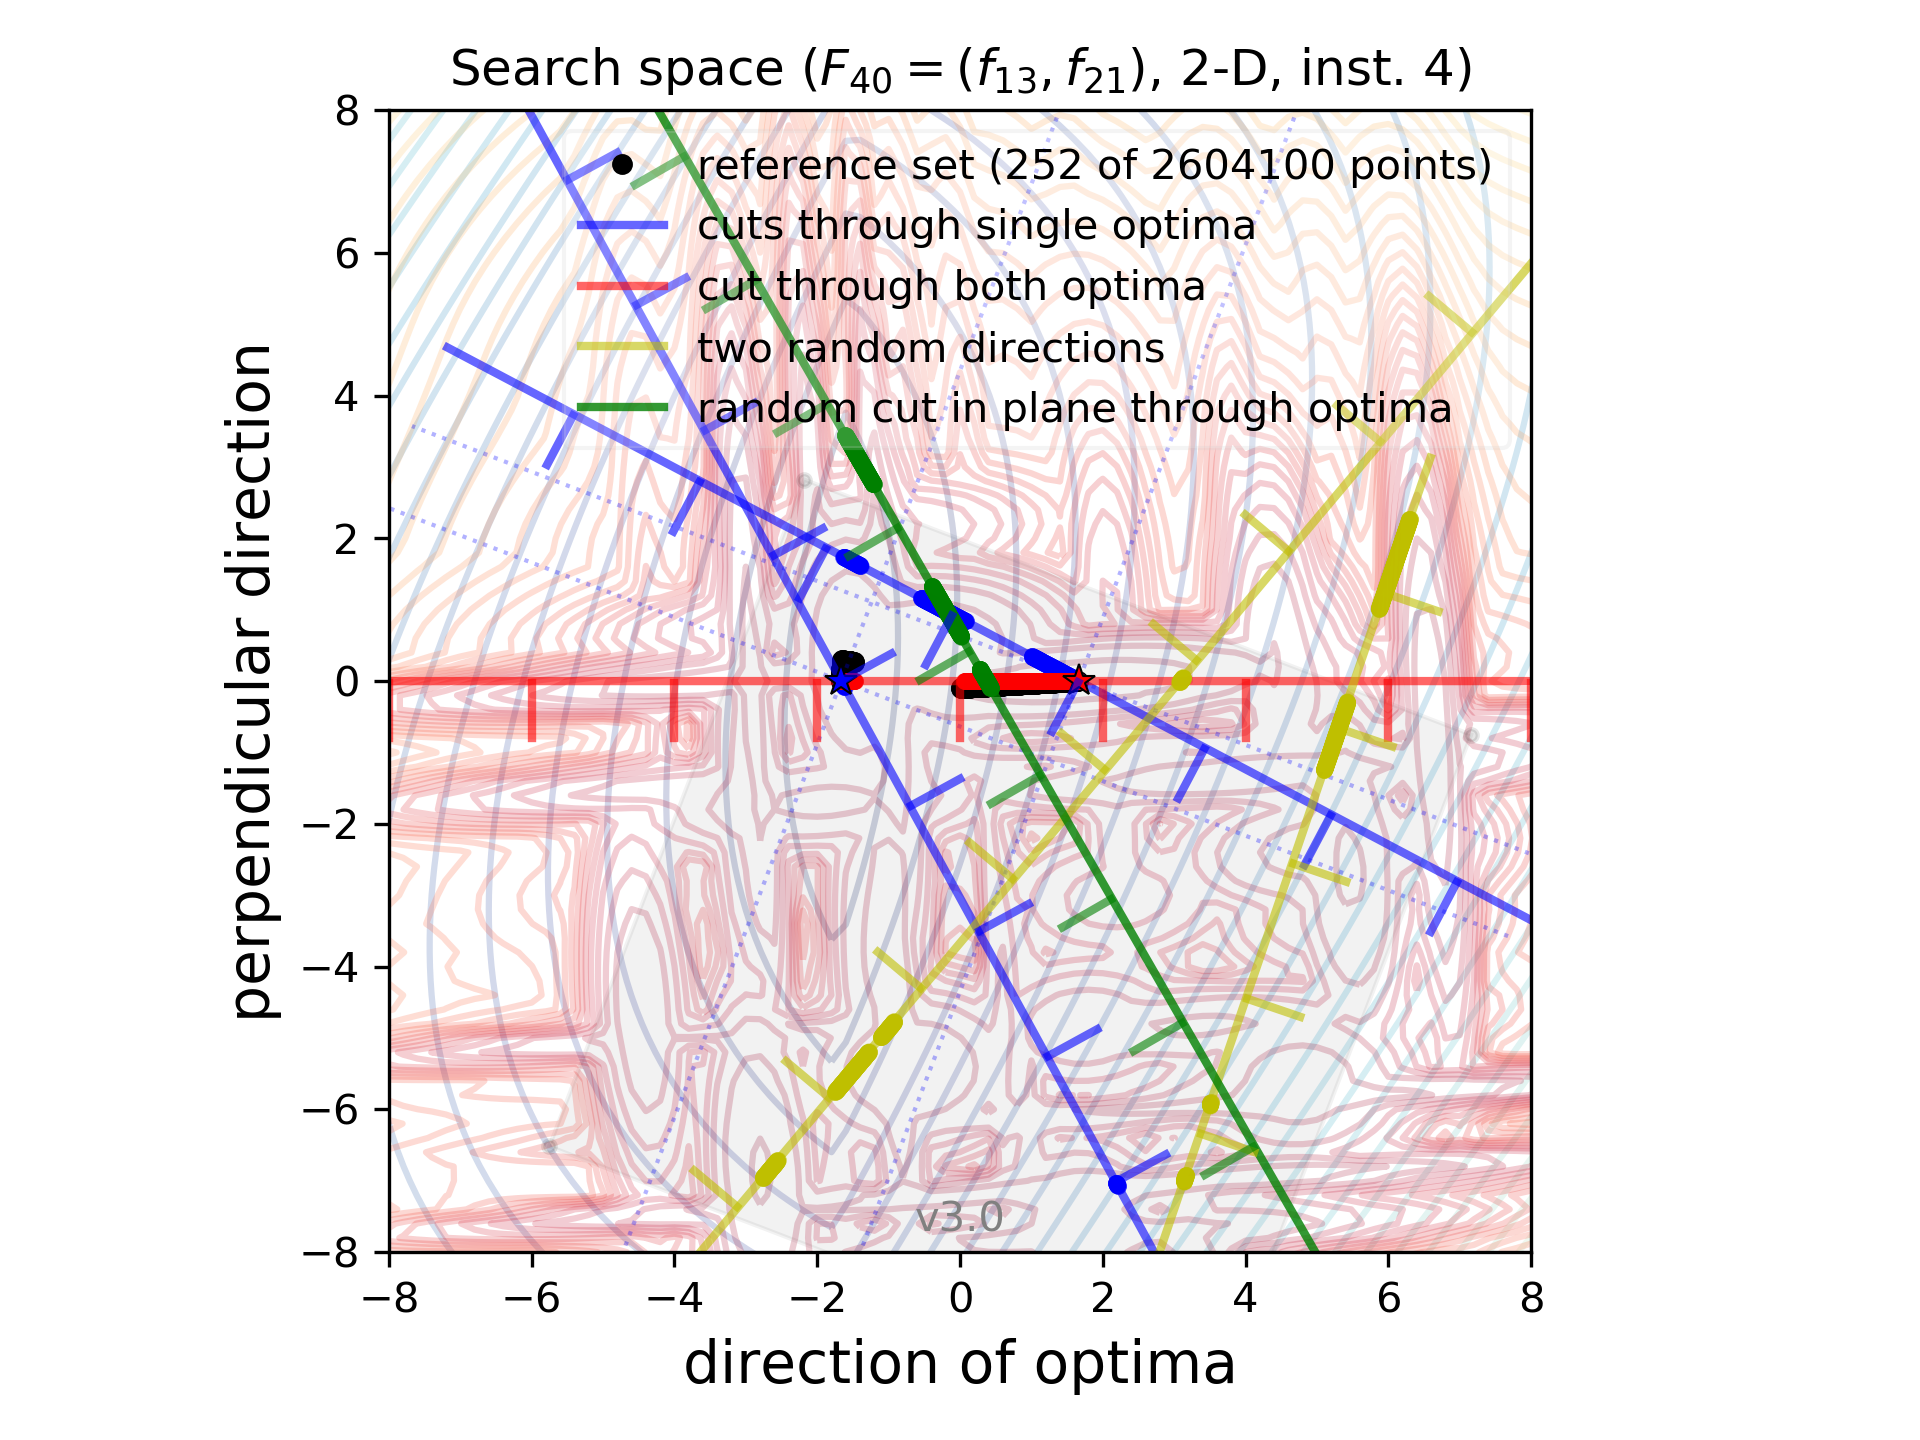 Search space (F40 = (f13, f21), 2-D, inst. 4)
reference set (252 of 2604100 points)
cuts through single optima
cut through both optima
two random directions
random cut in plane through optima
perpendicular direction
8
6
4
2
0
−2
−4
−6
−8
v3.0
−8 −6 −4 −2 0 2 4 6 8
direction of optima